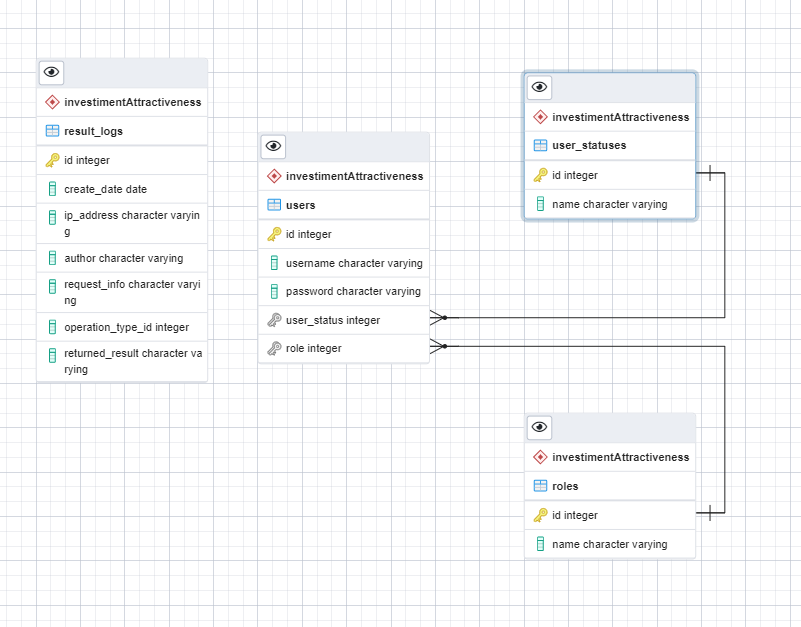 investimentAttractiveness
result_logs
id integer
create_date date
ip_address character varyin
g
author character varying
request_info character varyi
ng
operation_type_id integer
returned_result character va
rying
investimentAttractiveness
users
id integer
username character varying
password character varying
user_status integer
role integer
investimentAttractiveness
user_statuses
id integer
name character varying
investimentAttractiveness
roles
id integer
name character varying